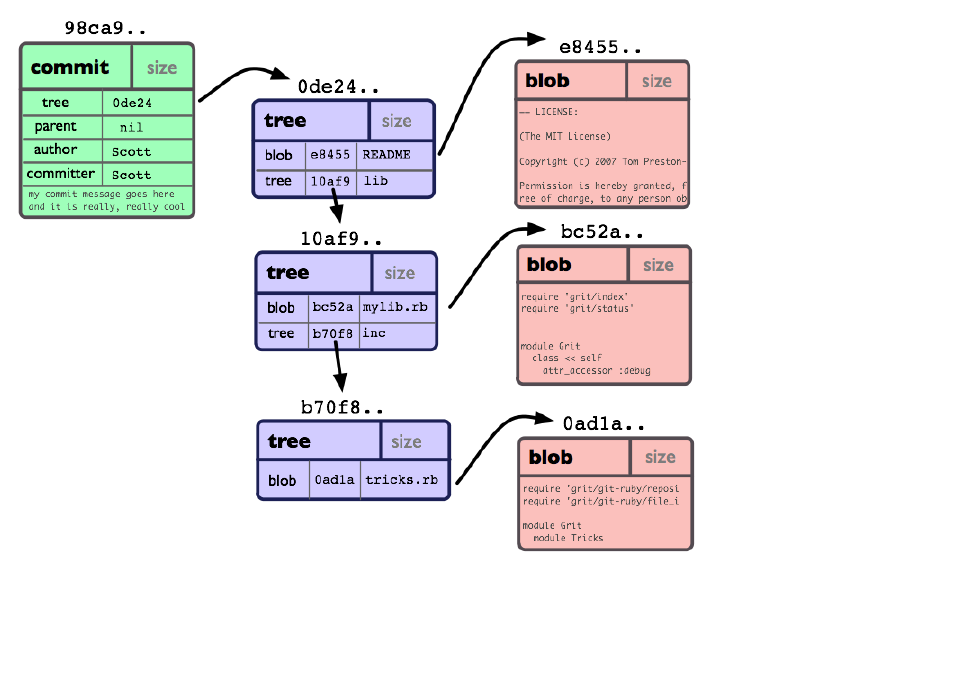 98ca9..
commit size
tree 0de24
parent nil
author Scott
committer Scott
my commit message goes here
and it is really, really cool
0de24..
tree size
blob e8455 README
tree 10af9 lib
10af9..
tree size
blob bc52a mylib.rb
tree b70f8 inc
b70f8..
tree size
blob 0ad1a tricks.rb
e8455..
blob size
-- LICENSE:
(The MIT License)
Copyright (c) 2007 Tom Preston-
Permission is hereby granted, f
ree of charge, to any person ob
bc52a..
blob size
require 'grit/index'
require 'grit/status'
module Grit
class << self
attr_accessor :debug
0ad1a..
blob size
require 'grit/git-ruby/reposi
require 'grit/git-ruby/file_i
module Grit
module Tricks